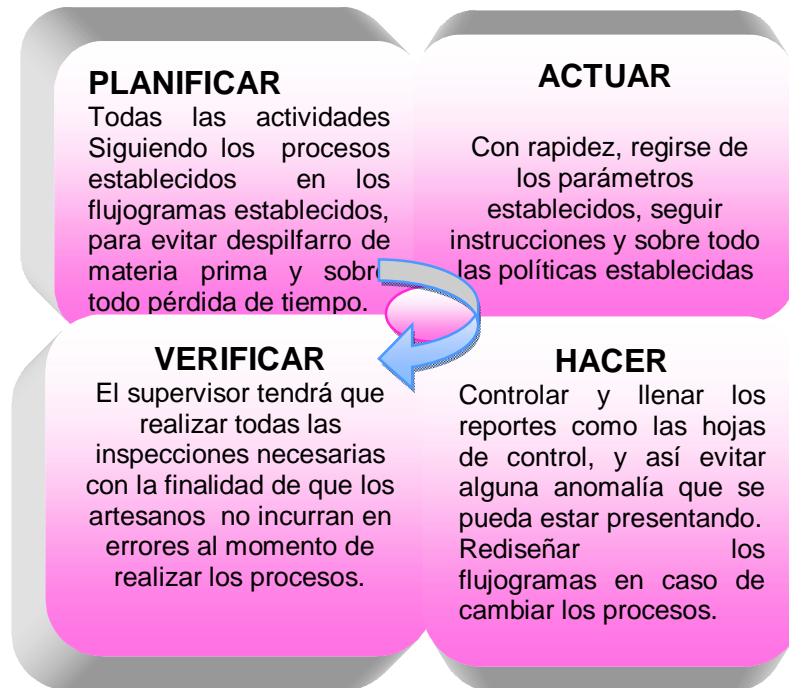 PLANIFICAR
Todas las actividades
Siguiendo los procesos
establecidos en los
flujogramas establecidos,
para evitar despilfarro de
materia prima y sobre
todo pérdida de tiempo.
ACTUAR
Con rapidez, regirse de
los parámetros
establecidos, seguir
instrucciones y sobre todo
las políticas establecidas
VERIFICAR
El supervisor tendrá que
realizar todas las
inspecciones necesarias
con la finalidad de que los
artesanos no incurran en
errores al momento de
realizar los procesos.
HACER
Controlar y llenar los
reportes como las hojas
de control, y así evitar
alguna anomalía que se
pueda estar presentando.
Rediseñar los
flujogramas en caso de
cambiar los procesos.